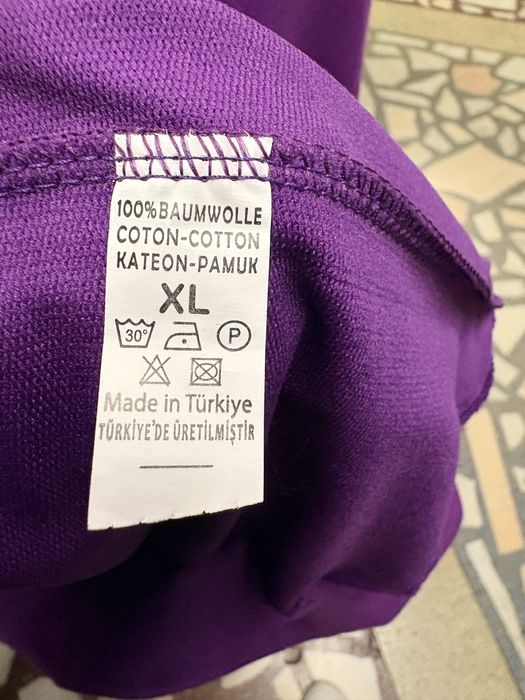 100%BAUMWOLLE
COTON-COTTON
KATEON-PAMUK
XL
30° P
Made in Türkiye
TÜRKİYE'DE ÜRETİLMİŞTİR